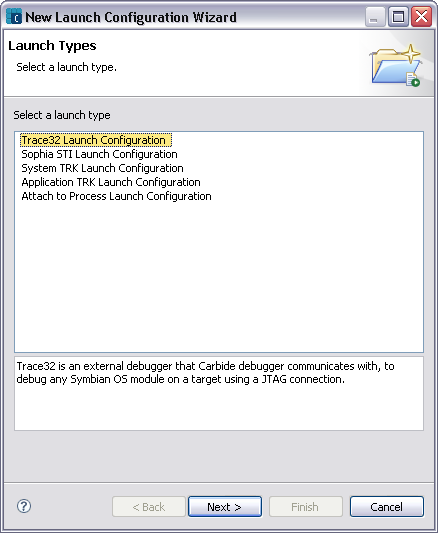 New Launch Configuration Wizard
Launch Types
Select a launch type.
Select a launch type
Trace32 Launch Configuration
Sophia STI Launch Configuration
System TRK Launch Configuration
Application TRK Launch Configuration
Attach to Process Launch Configuration
Trace32 is an external debugger that Carbide debugger communicates with, to
debug any Symbian OS module on a target using a JTAG connection.
? < Back Next > Finish Cancel